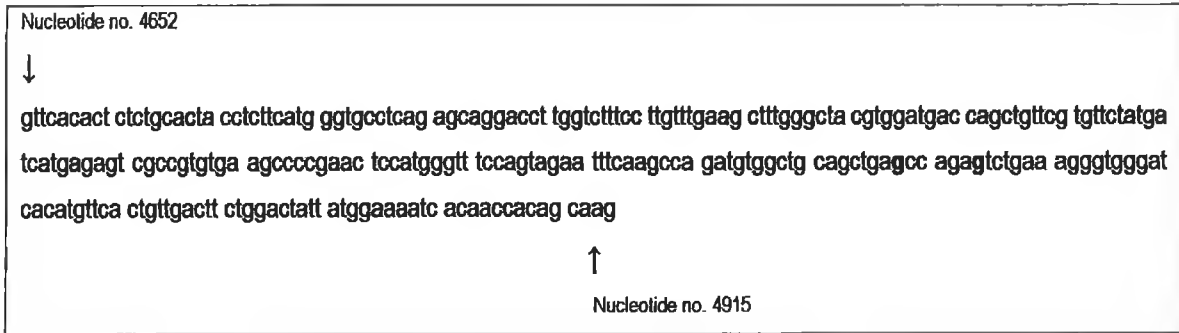 Nucleotide no. 4652
↓
gttcacact ctctgcacta cctcttcatg ggtgcctcag agcaggacct tggtctttcc ttgtttgaag ctttgggcta cgtggatgac cagctgttcg tgttctatga
tcatgagagt cgccgtgtga agccccgaac tccatgggtt tccagtagaa tttcaagcca gatgtggctg cagctgagcc agagtctgaa agggtgggat
cacatgttca ctgttgactt ctggactatt atggaaaatc acaaccacag caag
↑
Nucleotide no. 4915